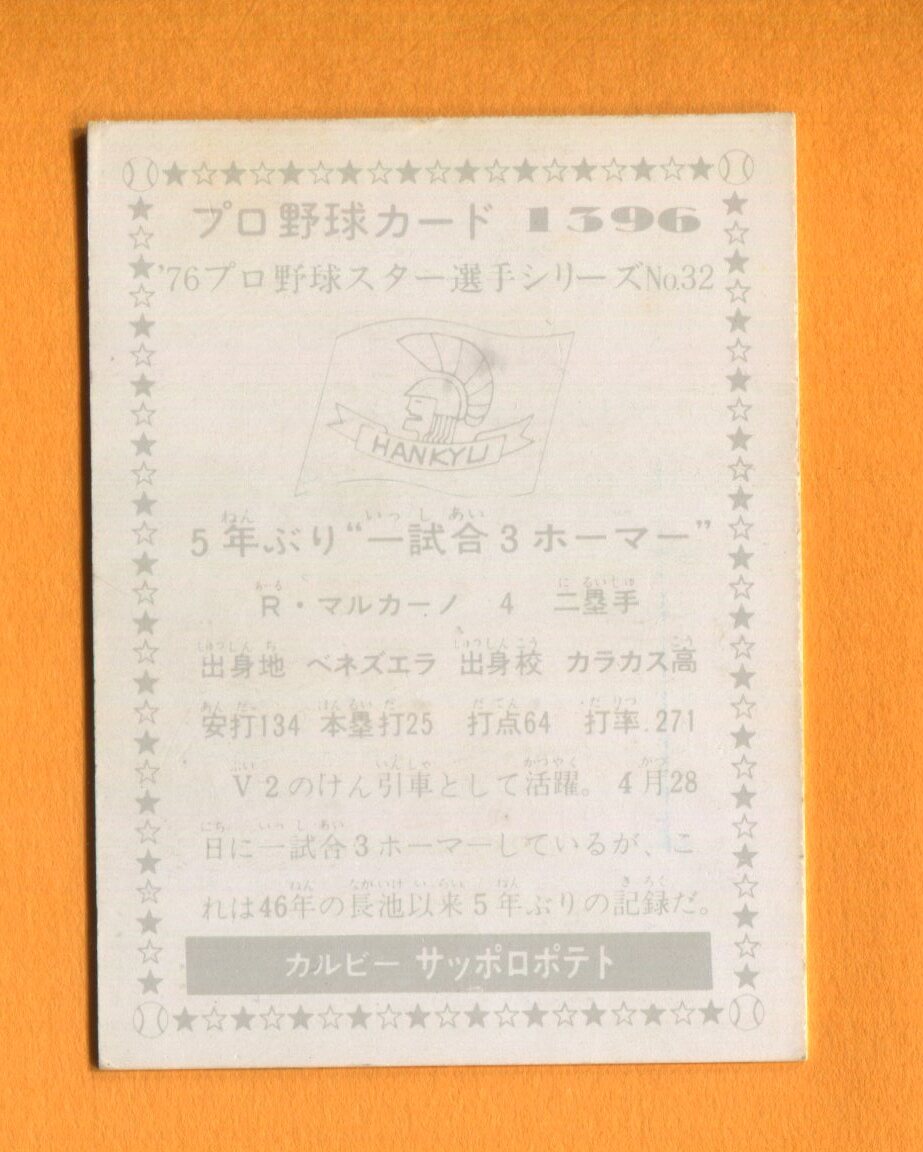 プロ野球カード 1396
'76プロ野球スター選手シリーズNo.32
HANKYU
5年ぶり“一試合3ホーマー”
R・マルカーノ 4 二塁手
出身地 ベネズエラ 出身校 カラカス高
安打134 本塁打25 打点64 打率.271
V2のけん引車として活躍。4月28
日に一試合3ホーマーしているが、こ
れは46年の長池以来5年ぶりの記録だ。
カルビー サッポロポテト